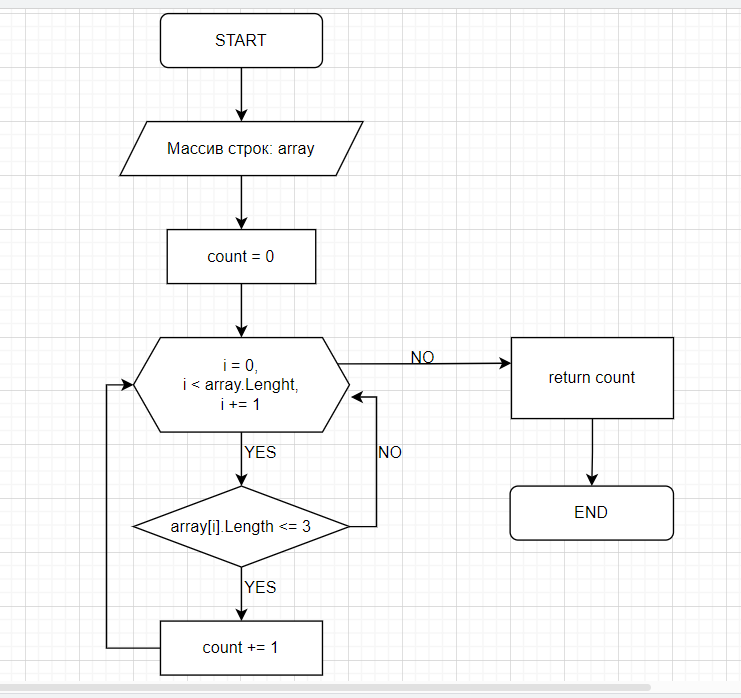 START
Массив строк: array
count = 0
i = 0,
i < array.Lenght,
i += 1
NO
return count
YES
NO
array[i].Length <= 3
END
YES
count += 1